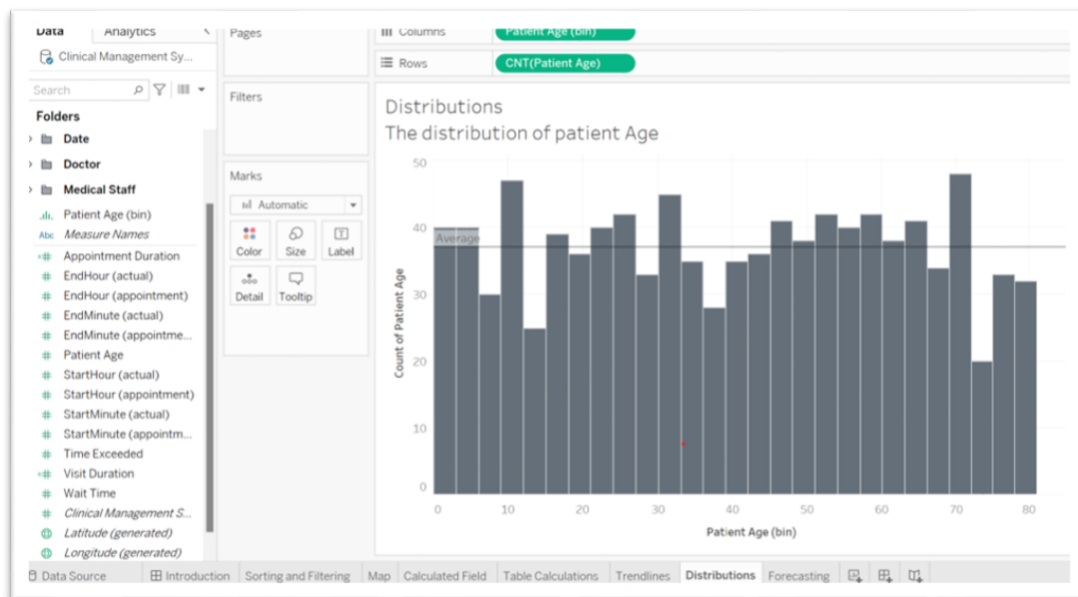 Data Analytics
Clinical Management Sy...
Search
Folders
Date
Doctor
Medical Staff
Patient Age (bin)
Abc Measure Names
Appointment Duration
EndHour (actual)
EndHour (appointment)
EndMinute (actual)
EndMinute (appointme...
Patient Age
StartHour (actual)
StartHour (appointment)
StartMinute (actual)
StartMinute (appointm...
Time Exceeded
Visit Duration
Wait Time
Clinical Management S...
Latitude (generated)
Longitude (generated)
Pages
Filters
Marks
Automatic
Color Size Label
Detail Tooltip
Columns Patient Age (bin)
Rows CNT(Patient Age)
Distributions
The distribution of patient Age
Count of Patient Age
50
40
30
20
10
0
Average
0 10 20 30 40 50 60 70 80
Patient Age (bin)
Data Source Introduction Sorting and Filtering Map Calculated Field Table Calculations Trendlines Distributions Forecasting